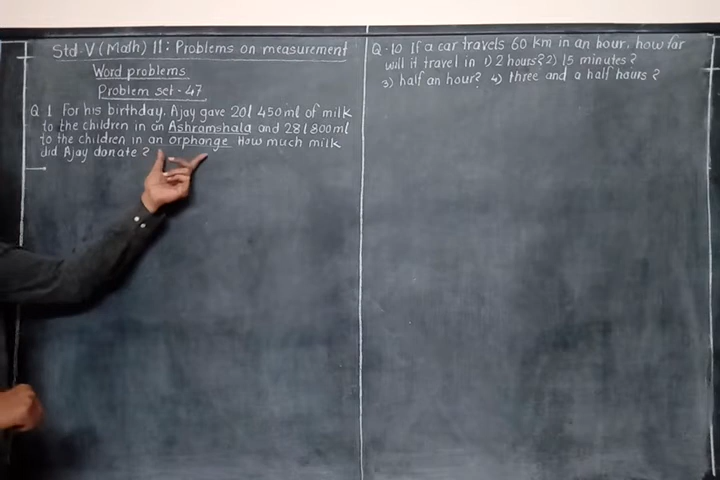 Std-V (Math) 11: Problems on measurement
Word problems
Problem set - 47
Q.1 For his birthday, Ajay gave 20l 450 ml of milk
to the children in an Ashramshala and 28l 800 ml
to the children in an orphange How much milk
did Ajay donate ?
Q.10 If a car travels 60 km in an hour, how far
will it travel in 1) 2 hours? 2) 15 minutes ?
3) half an hour? 4) three and a half hours ?